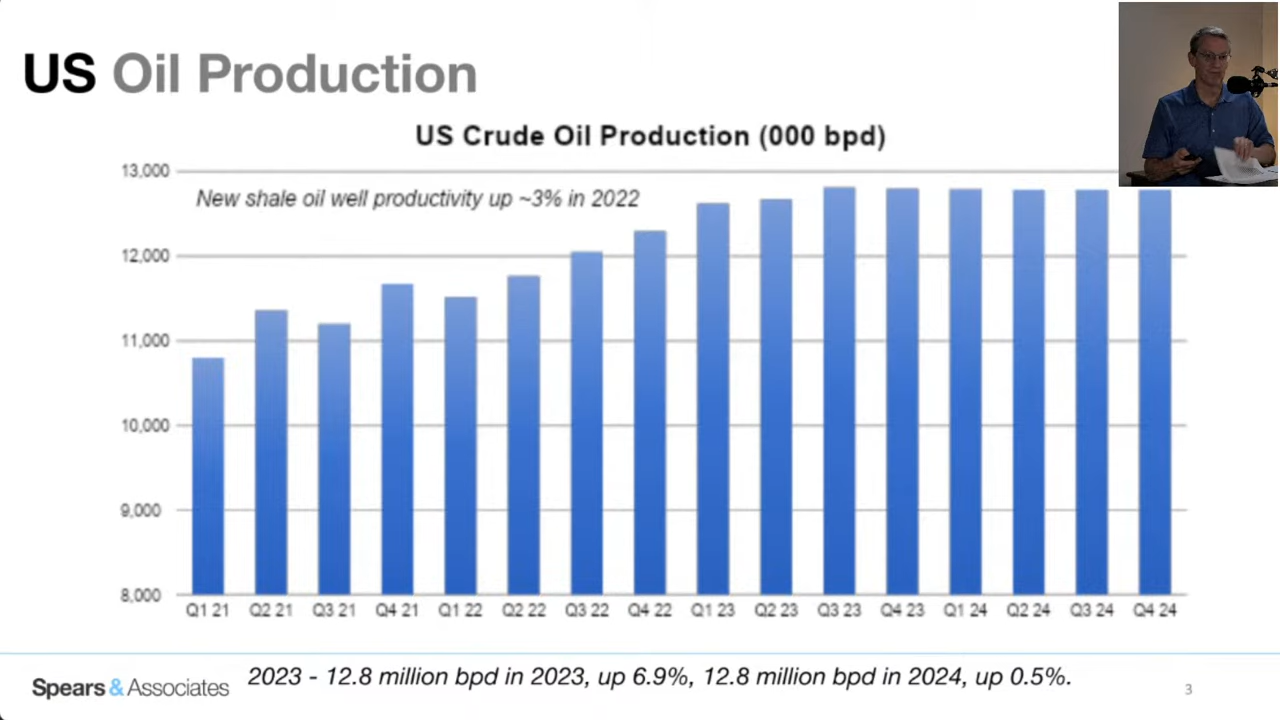 US Oil Production
US Crude Oil Production (000 bpd)
13,000
New shale oil well productivity up ~3% in 2022
12,000
11,000
10,000
9,000
8,000
Q1 21 Q2 21 Q3 21 Q4 21 Q1 22 Q2 22 Q3 22 Q4 22 Q1 23 Q2 23 Q3 23 Q4 23 Q1 24 Q2 24 Q3 24 Q4 24
2023 - 12.8 million bpd in 2023, up 6.9%, 12.8 million bpd in 2024, up 0.5%.
Spears & Associates
3